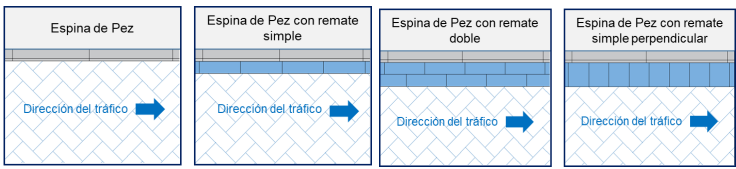 Espina de Pez
Dirección del tráfico
Espina de Pez con remate
simple
Dirección del tráfico
Espina de Pez con remate
doble
Dirección del tráfico
Espina de Pez con remate
simple perpendicular
Dirección del tráfico